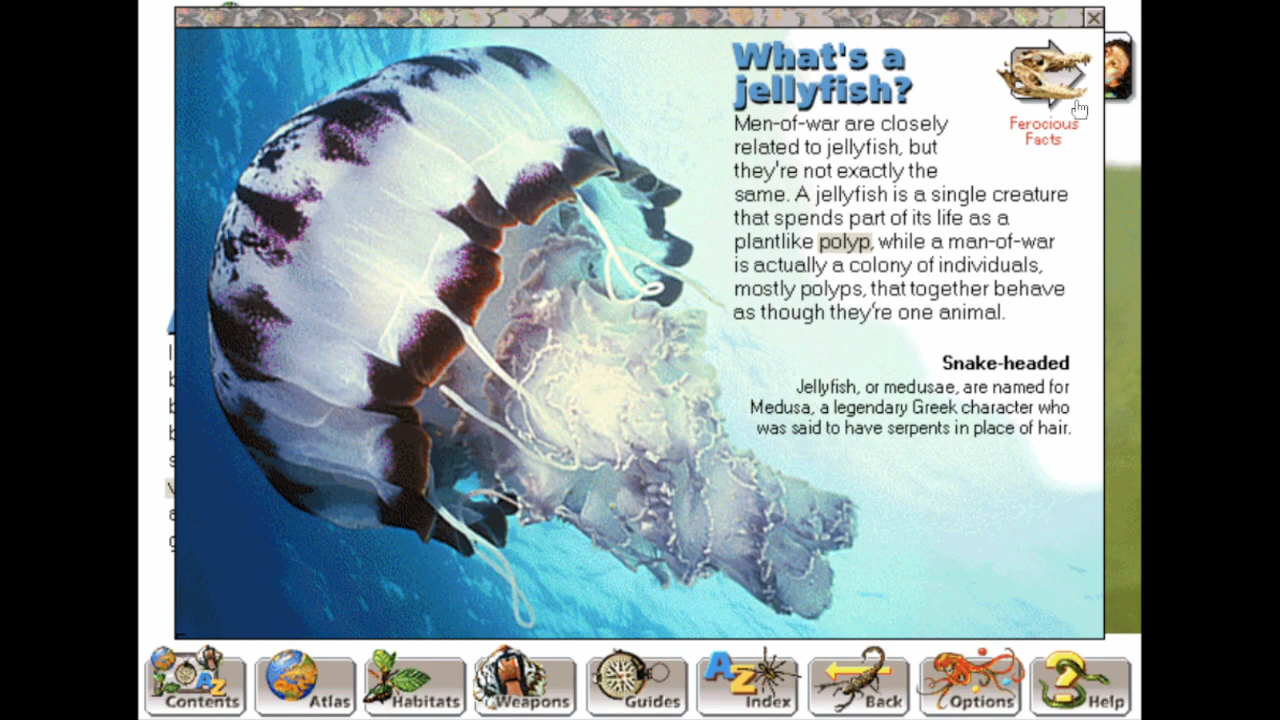 What's a
jellyfish?
Men-of-war are closely
related to jellyfish, but
they're not exactly the
same. A jellyfish is a single creature
that spends part of its life as a
plantlike polyp, while a man-of-war
is actually a colony of individuals,
mostly polyps, that together behave
as though they're one animal.
Ferocious
Facts
Snake-headed
Jellyfish, or medusae, are named for
Medusa, a legendary Greek character who
was said to have serpents in place of hair.
Contents
Atlas
Habitats
Weapons
Guides
AZ
Index
Back
Options
Help